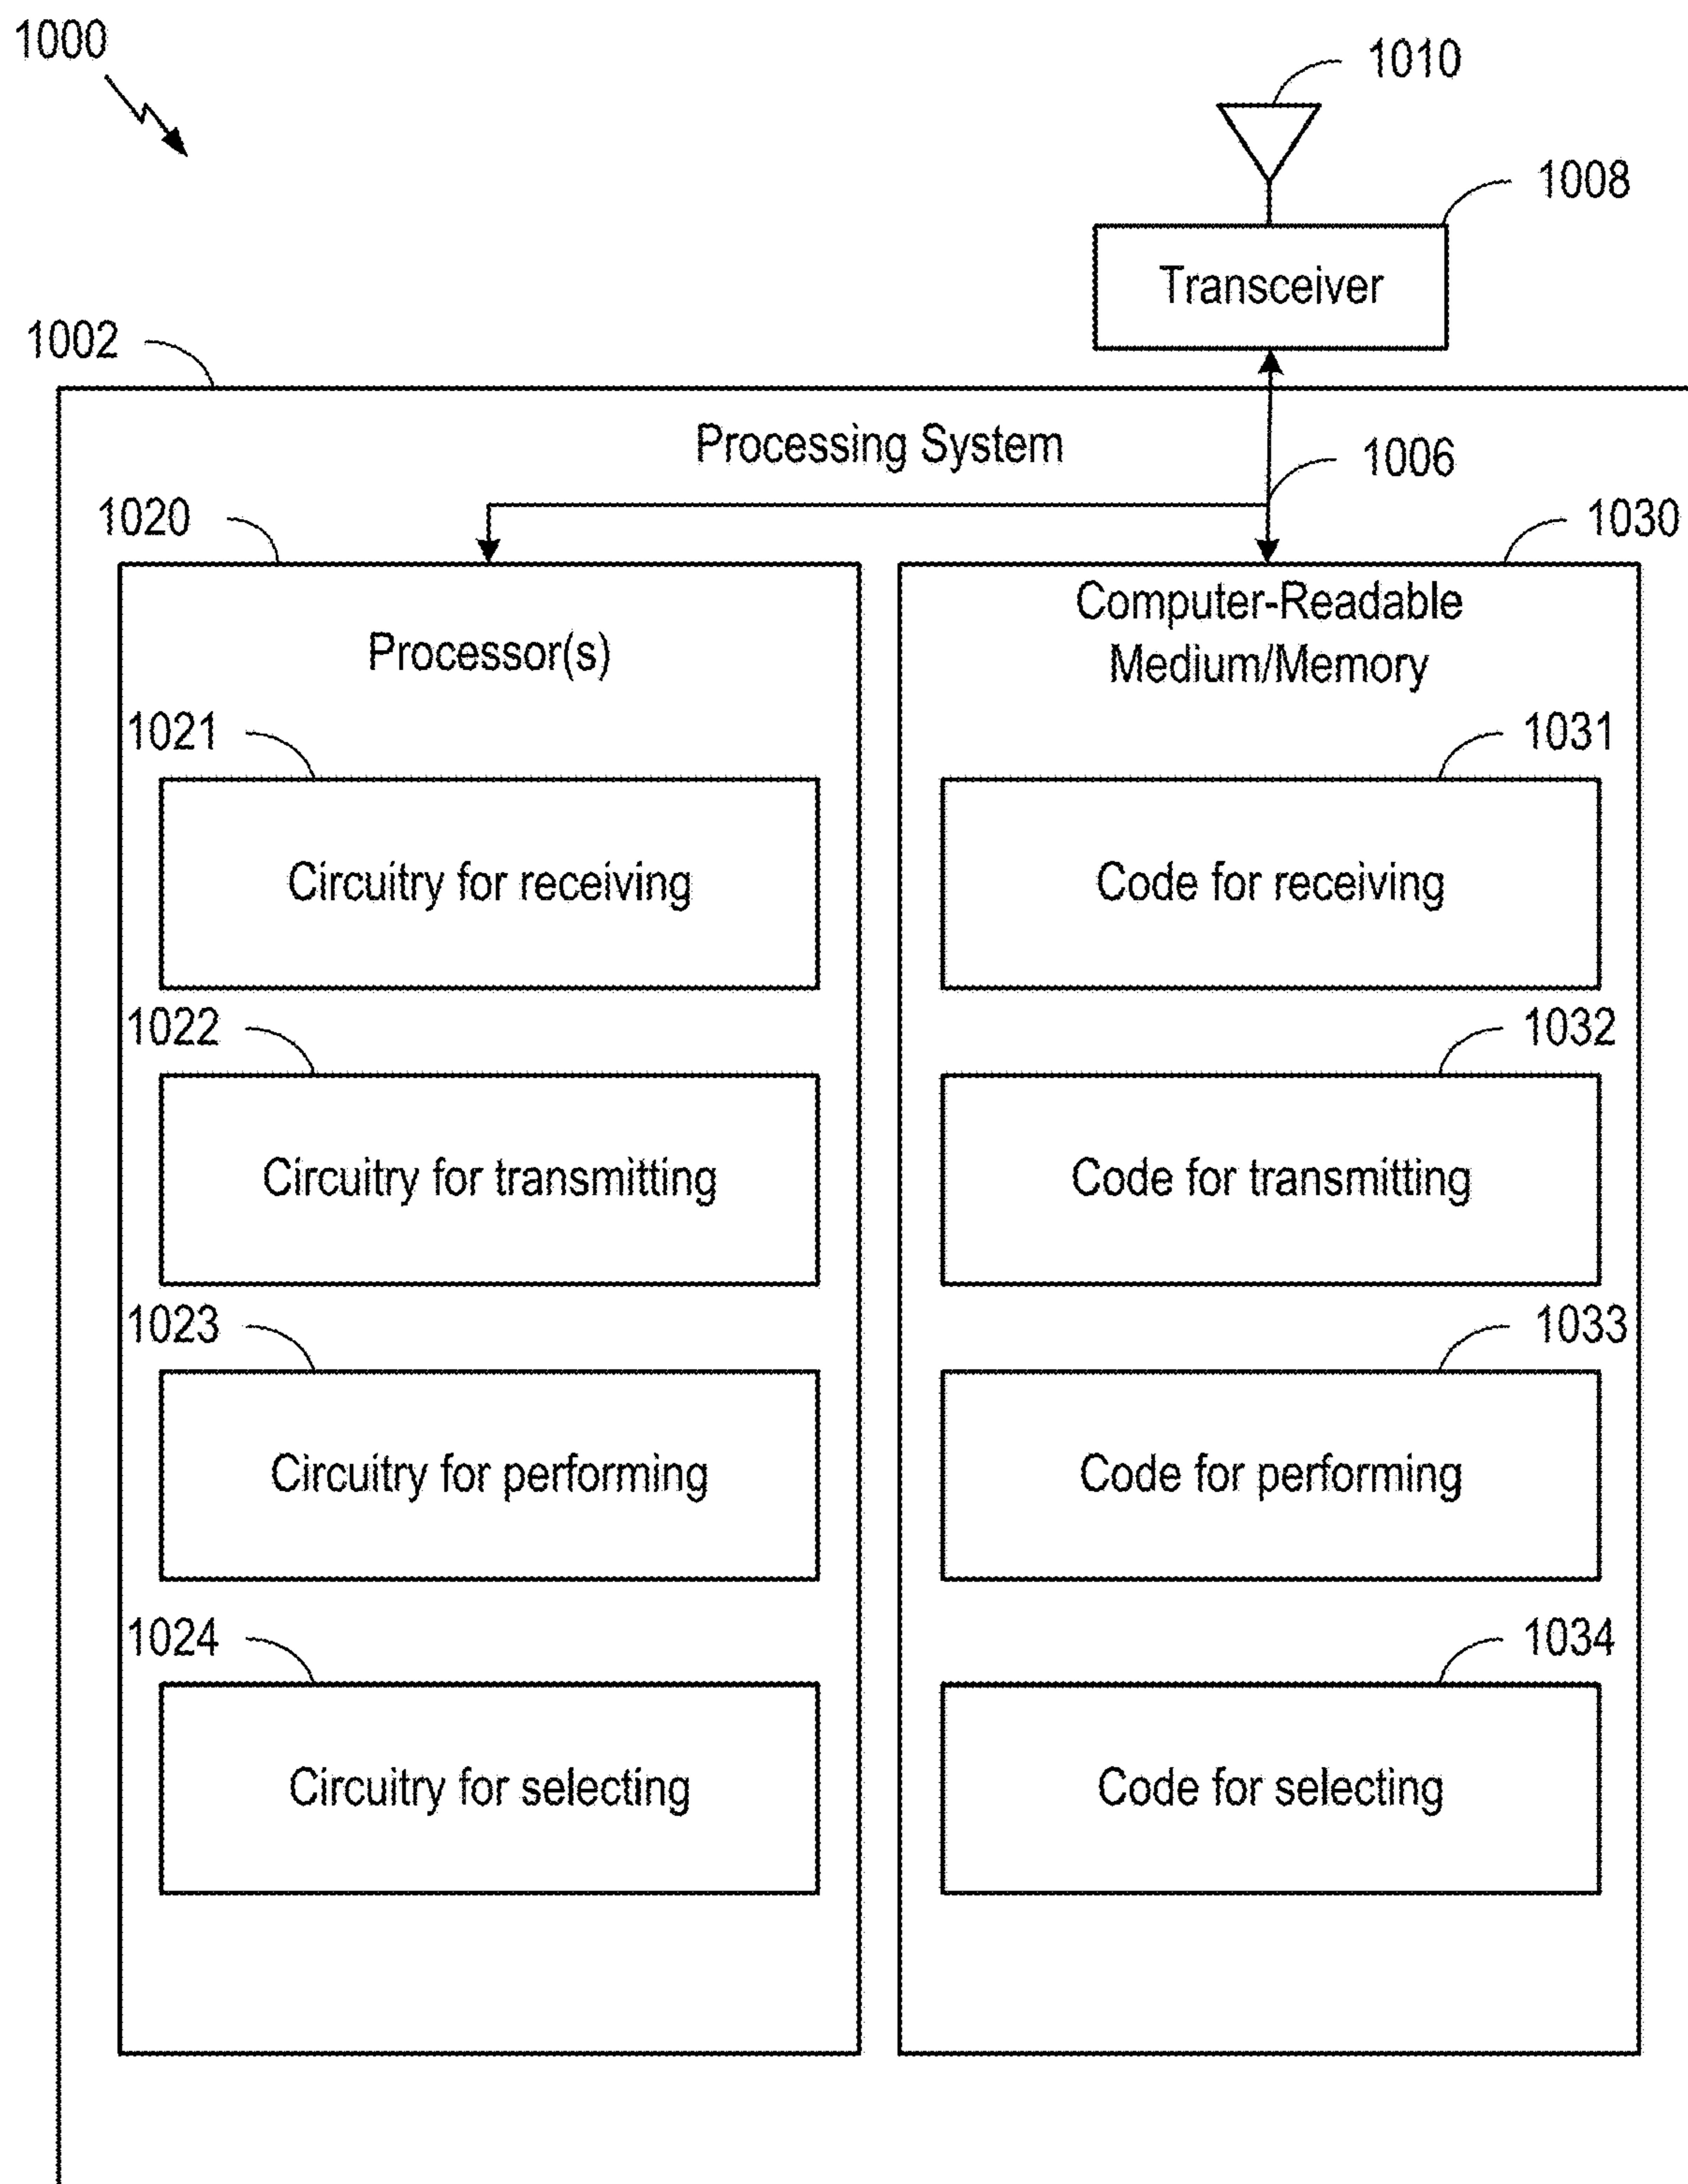 1000
1010
1008
Transceiver
1002
Processing System
1006
1020
1030
Processor(s)
Computer-Readable
Medium/Memory
1021
1031
Circuitry for receiving
Code for receiving
1022
1032
Circuitry for transmitting
Code for transmitting
1023
1033
Circuitry for performing
Code for performing
1024
1034
Circuitry for selecting
Code for selecting